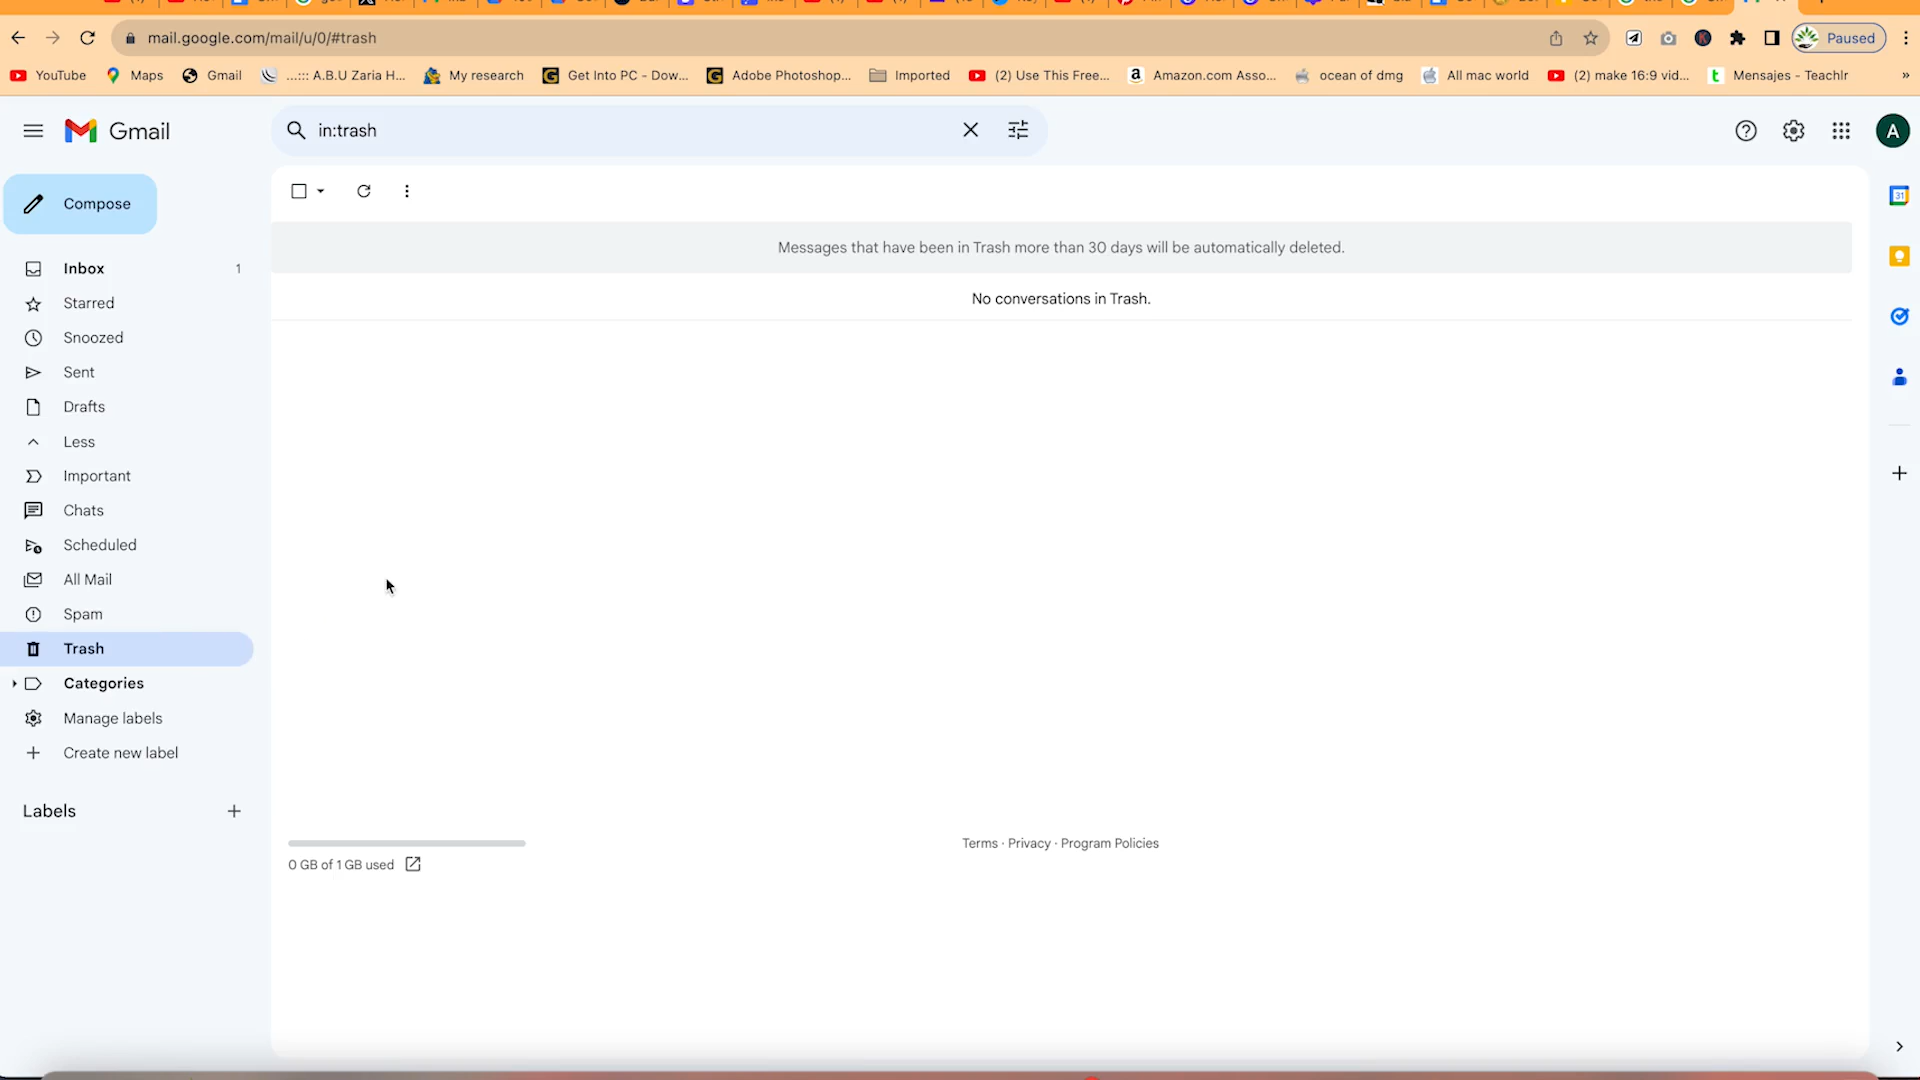 mail.google.com/mail/u/0/#trash
Paused
YouTube
Maps
Gmail
...::: A.B.U Zaria H...
My research
Get Into PC - Dow...
Adobe Photoshop...
Imported
(2) Use This Free...
Amazon.com Asso...
ocean of dmg
All mac world
(2) make 16:9 vid...
Mensajes - Teachlr
»
Gmail
in:trash
A
Compose
Inbox 1
Starred
Snoozed
Sent
Drafts
Less
Important
Chats
Scheduled
All Mail
Spam
Trash
Categories
Manage labels
Create new label
Labels
Messages that have been in Trash more than 30 days will be automatically deleted.
No conversations in Trash.
0 GB of 1 GB used
Terms · Privacy · Program Policies
31